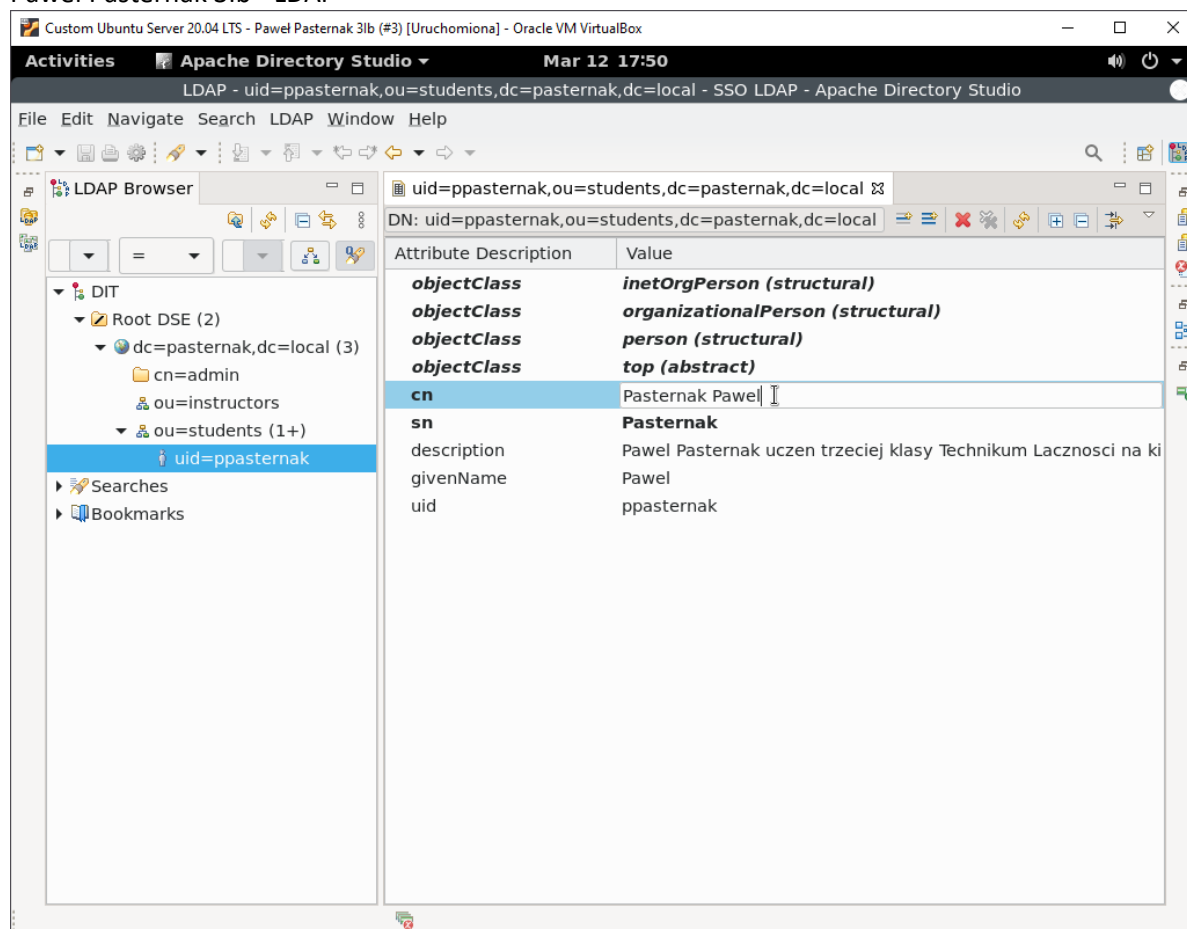 Custom Ubuntu Server 20.04 LTS - Paweł Pasternak 3lb (#3) [Uruchomiona] - Oracle VM VirtualBox
Activities Apache Directory Studio Mar 12 17:50
LDAP - uid=ppasternak,ou=students,dc=pasternak,dc=local - SSO LDAP - Apache Directory Studio
File Edit Navigate Search LDAP Window Help
LDAP Browser
uid=ppasternak,ou=students,dc=pasternak,dc=local
DN: uid=ppasternak,ou=students,dc=pasternak,dc=local
=
DIT
Root DSE (2)
dc=pasternak,dc=local (3)
cn=admin
ou=instructors
ou=students (1+)
uid=ppasternak
Searches
Bookmarks
Attribute Description Value
objectClass inetOrgPerson (structural)
objectClass organizationalPerson (structural)
objectClass person (structural)
objectClass top (abstract)
cn Pasternak Pawel
sn Pasternak
description Pawel Pasternak uczen trzeciej klasy Technikum Lacznosci na ki
givenName Pawel
uid ppasternak